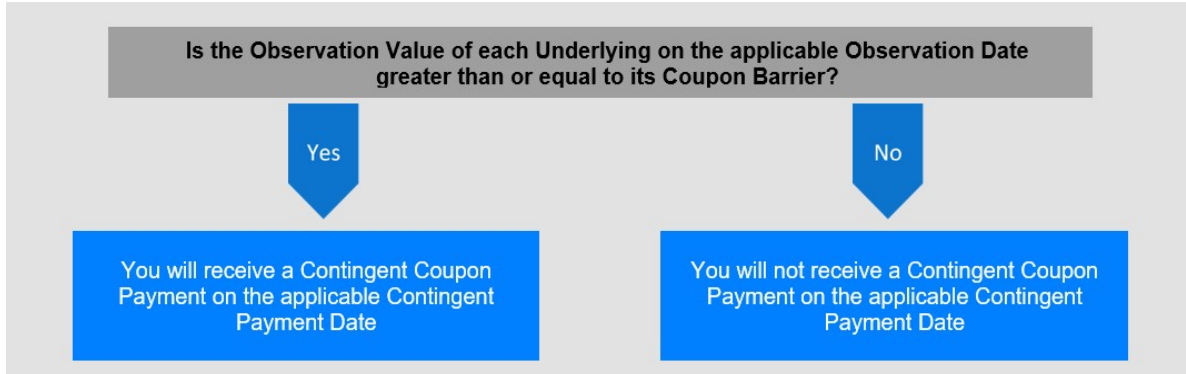 Is the Observation Value of each Underlying on the applicable Observation Date
greater than or equal to its Coupon Barrier?
Yes
No
You will receive a Contingent Coupon
Payment on the applicable Contingent
Payment Date
You will not receive a Contingent Coupon
Payment on the applicable Contingent
Payment Date